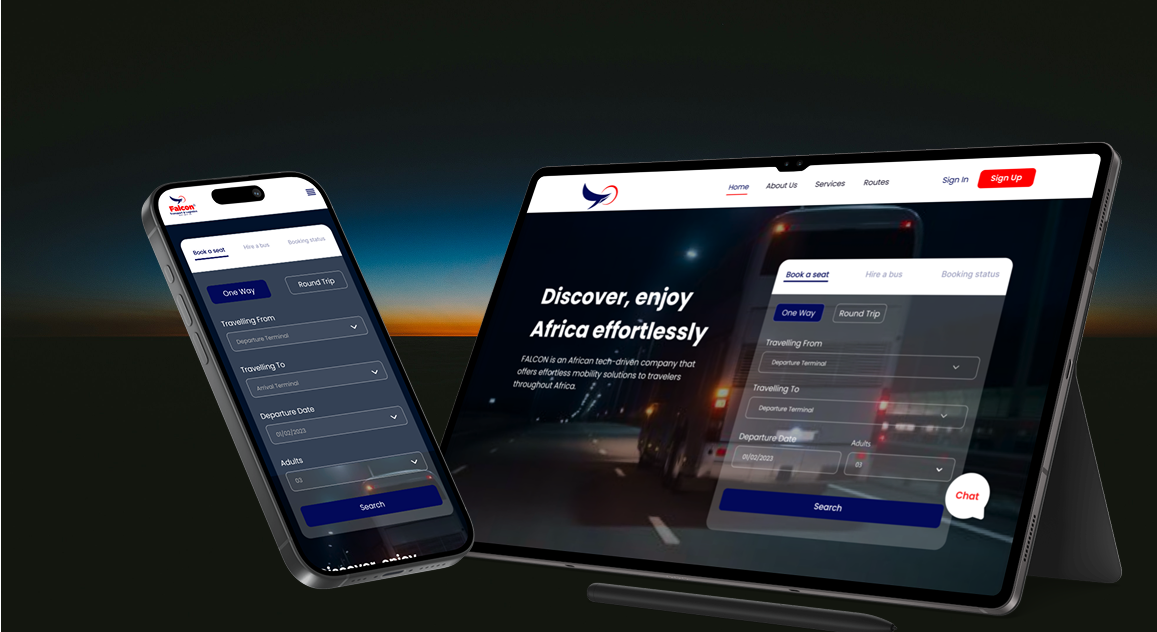 Falcon
Book a seat
Hire a bus
Booking status
One Way
Round Trip
Travelling From
Departure Terminal
Travelling To
Arrival Terminal
Departure Date
01/02/2023
Adults
03
Search
Discover, enjoy
Home
About Us
Services
Routes
Sign In
Sign Up
Discover, enjoy
Africa effortlessly
FALCON is an African tech-driven company that
offers effortless mobility solutions to travelers
throughout Africa.
Book a seat
Hire a bus
Booking status
One Way
Round Trip
Travelling From
Departure Terminal
Travelling To
Departure Terminal
Departure Date
Adults
01/02/2023
03
Search
Chat